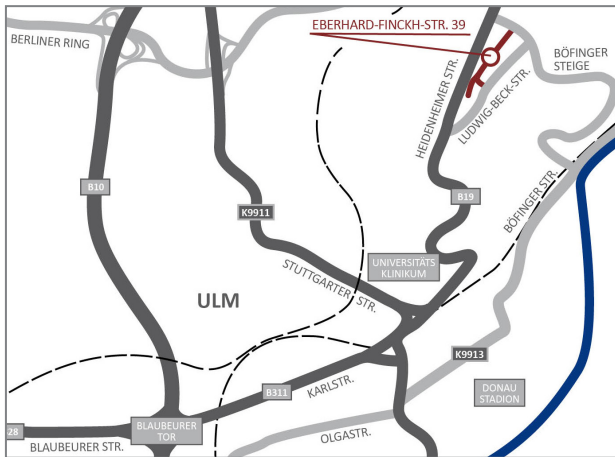 EBERHARD-FINCKH-STR. 39
BERLINER RING
BÖFINGER
STEIGE
HEIDENHEIMER STR.
LUDWIG-BECK-STR.
B10
B19
K9911
BÖFINGER STR.
UNIVERSITÄTS
KLINIKUM
STUTTGARTER STR.
ULM
K9913
B311
KARLSTR.
DONAU
STADION
28
BLAUBEURER STR.
BLAUBEURER
TOR
OLGASTR.